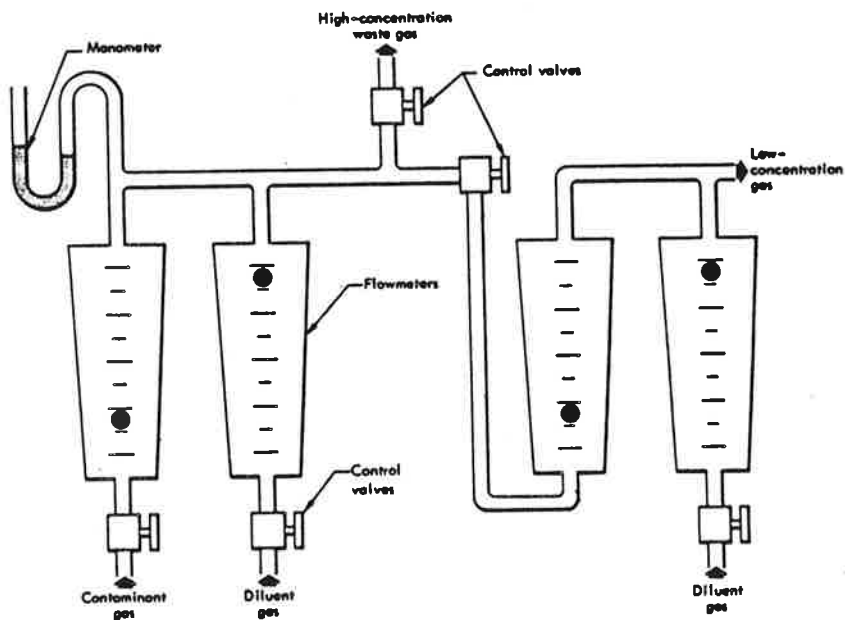 High-concentration
waste gas
Manometer
Control valves
Low-
concentration
gas
Flowmeters
Control
valves
Contaminant
gas
Diluent
gas
Diluent
gas